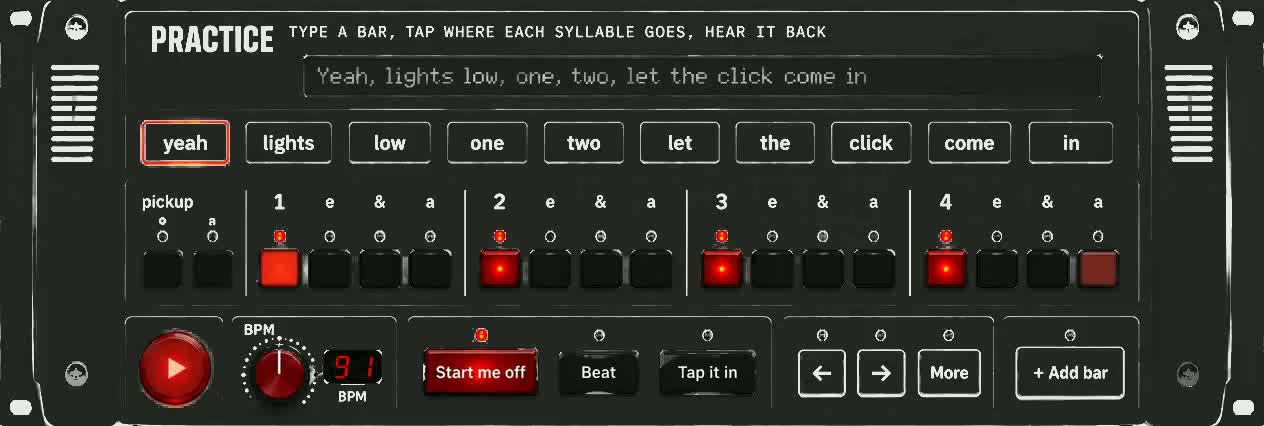 PRACTICE TYPE A BAR, TAP WHERE EACH SYLLABLE GOES, HEAR IT BACK
Yeah, lights low, one, two, let the click come in
yeah lights low one two let the click come in
pickup 1 e & a 2 e & a 3 e & a 4 e & a
a
BPM
91
BPM
Start me off Beat Tap it in ← → More + Add bar